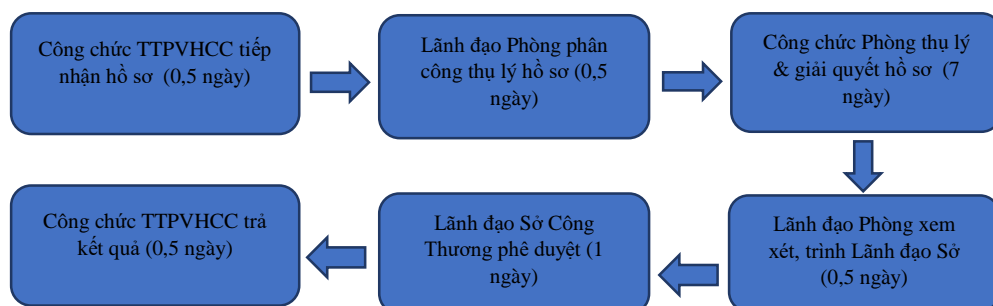 Công chức TTPVHCC tiếp
nhận hồ sơ (0,5 ngày)
Lãnh đạo Phòng phân
công thụ lý hồ sơ (0,5
ngày)
Công chức Phòng thụ lý
& giải quyết hồ sơ (7
ngày)
Lãnh đạo Phòng xem
xét, trình Lãnh đạo Sở
(0,5 ngày)
Lãnh đạo Sở Công
Thương phê duyệt (1
ngày)
Công chức TTPVHCC trả
kết quả (0,5 ngày)